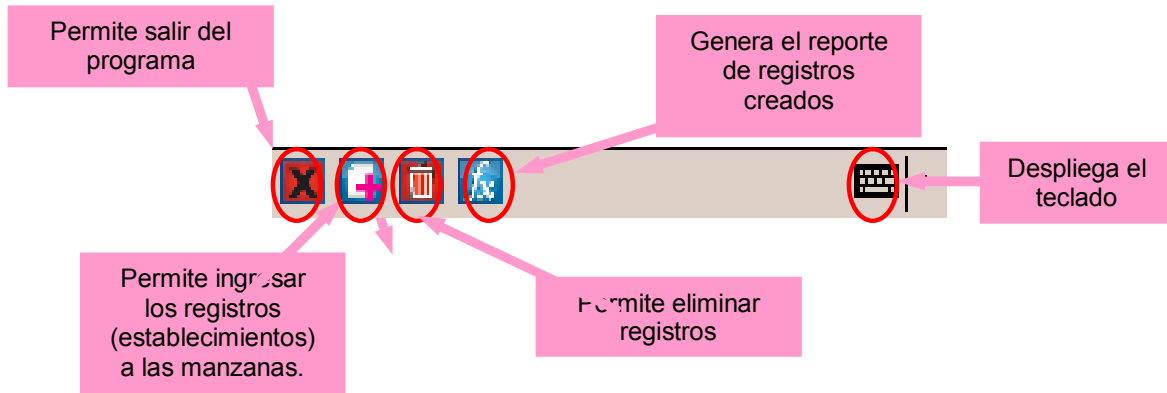 Permite salir del
programa
Genera el reporte
de registros
creados
X
fx
Despliega el
teclado
Permite ingresar
los registros
(establecimientos)
a las manzanas.
Permite eliminar
registros